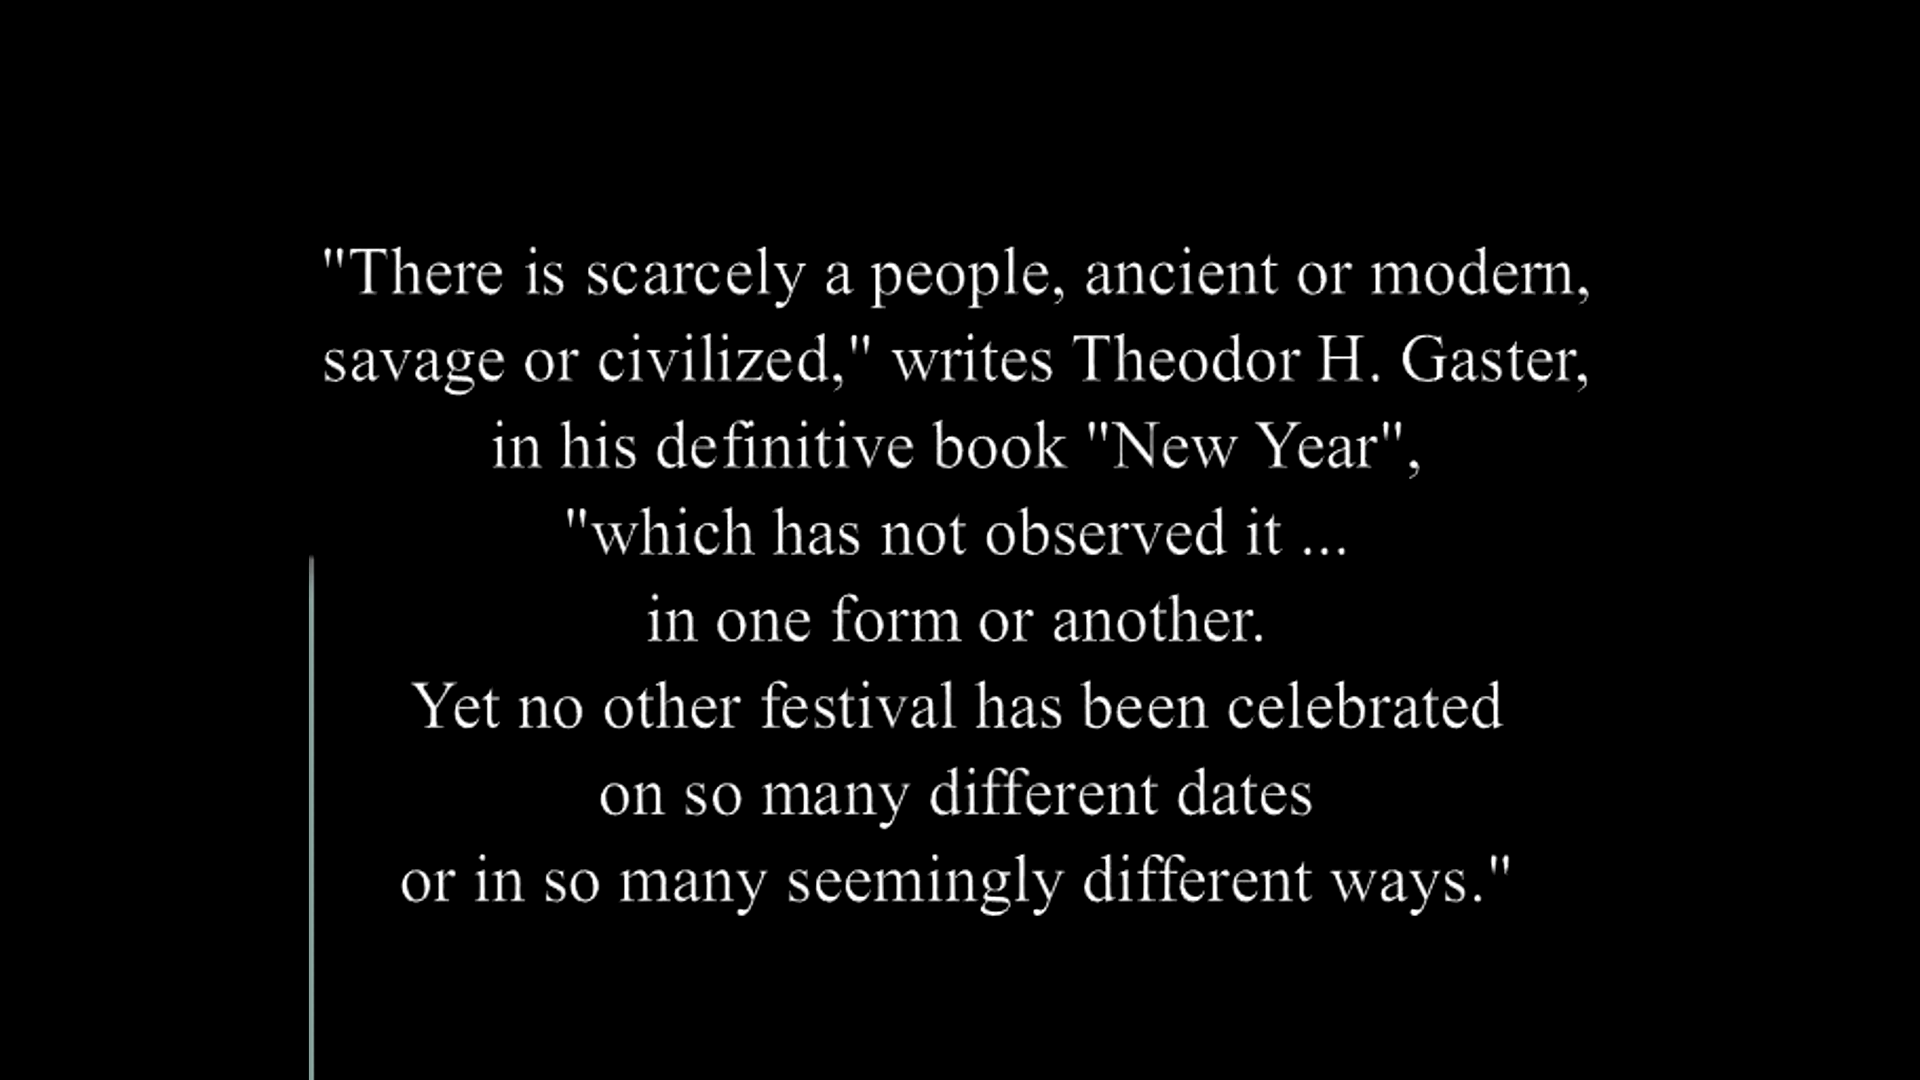 "There is scarcely a people, ancient or modern,
savage or civilized," writes Theodor H. Gaster,
in his definitive book "New Year",
"which has not observed it ...
in one form or another.
Yet no other festival has been celebrated
on so many different dates
or in so many seemingly different ways."